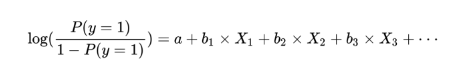 log(P(y = 1) / 1 − P(y = 1)) = a + b₁ × X₁ + b₂ × X₂ + b₃ × X₃ + ⋯